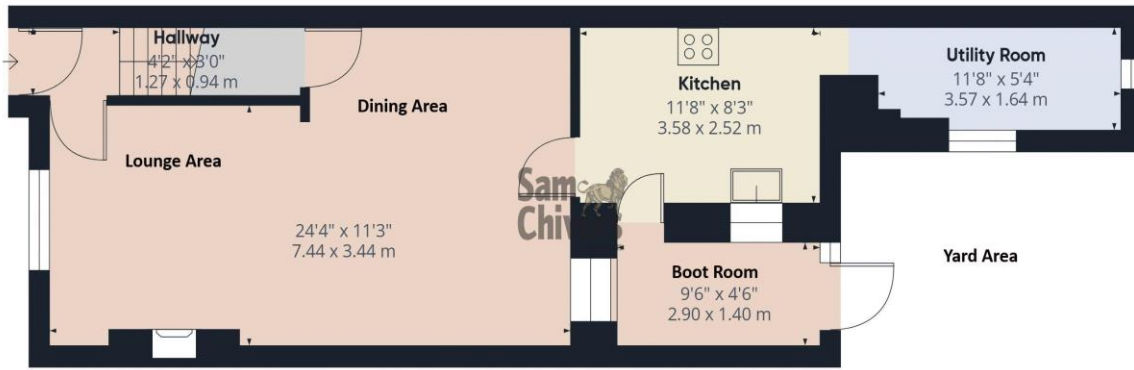 Hallway
4'2" x 3'0"
1.27 x 0.94 m
Dining Area
Lounge Area
24'4" x 11'3"
7.44 x 3.44 m
Kitchen
11'8" x 8'3"
3.58 x 2.52 m
Utility Room
11'8" x 5'4"
3.57 x 1.64 m
Sam
Chivers
Boot Room
9'6" x 4'6"
2.90 x 1.40 m
Yard Area